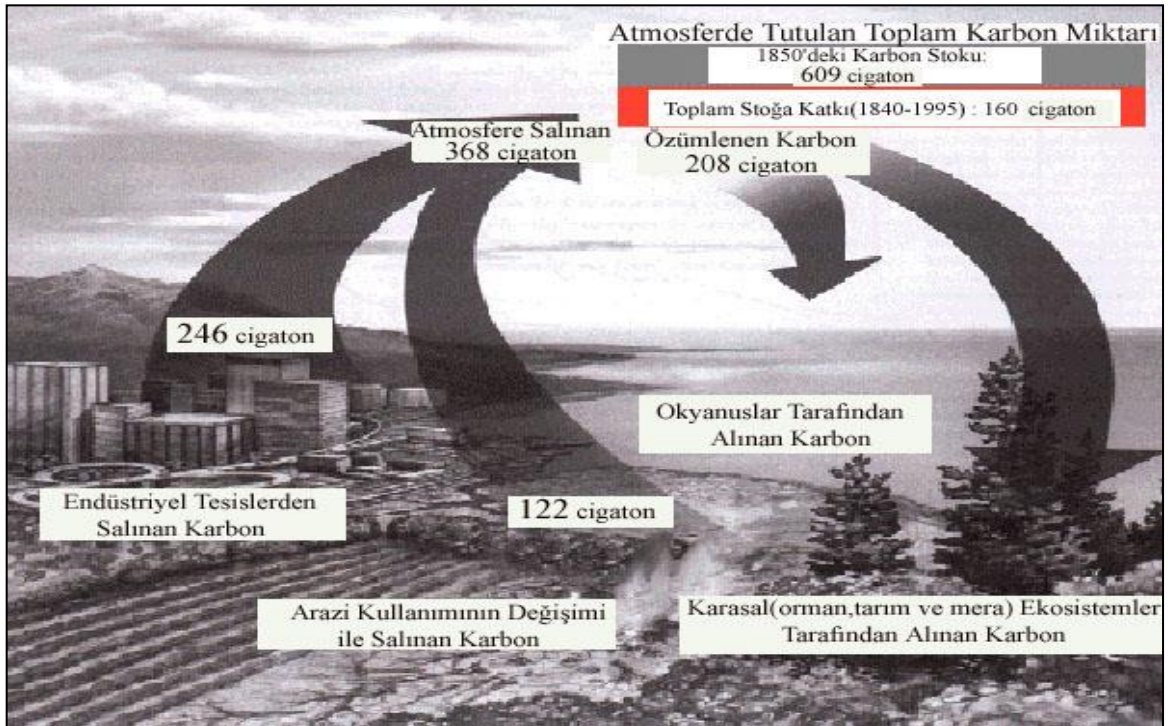 Atmosferde Tutulan Toplam Karbon Miktarı
1850'deki Karbon Stoku:
609 cigaton
Toplam Stoğa Katkı(1840-1995) : 160 cigaton
Atmosfere Salınan
368 cigaton
Özümlenen Karbon
208 cigaton
246 cigaton
Okyanuslar Tarafından
Alınan Karbon
Endüstriyel Tesislerden
Salınan Karbon
122 cigaton
Arazi Kullanımının Değişimi
ile Salınan Karbon
Karasal(orman,tarım ve mera) Ekosistemler
Tarafından Alınan Karbon